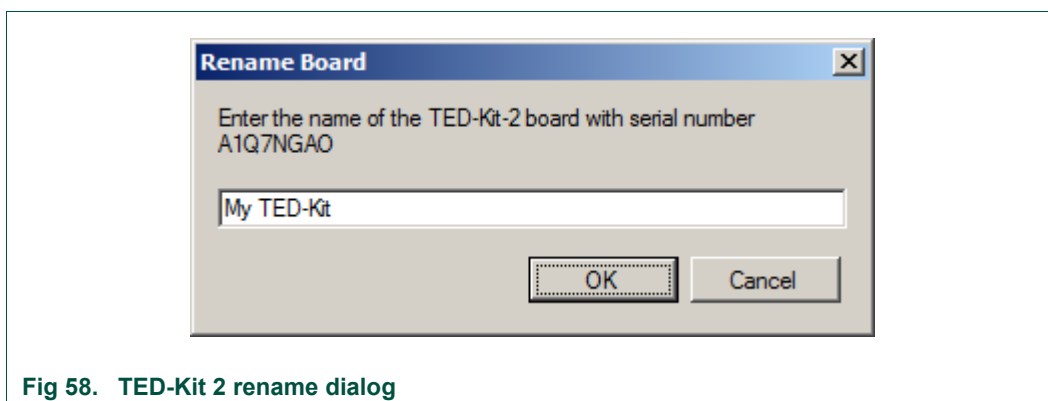 Rename Board
Enter the name of the TED-Kit-2 board with serial number
A1Q7NGAO
My TED-Kit
OK Cancel
Fig 58. TED-Kit 2 rename dialog